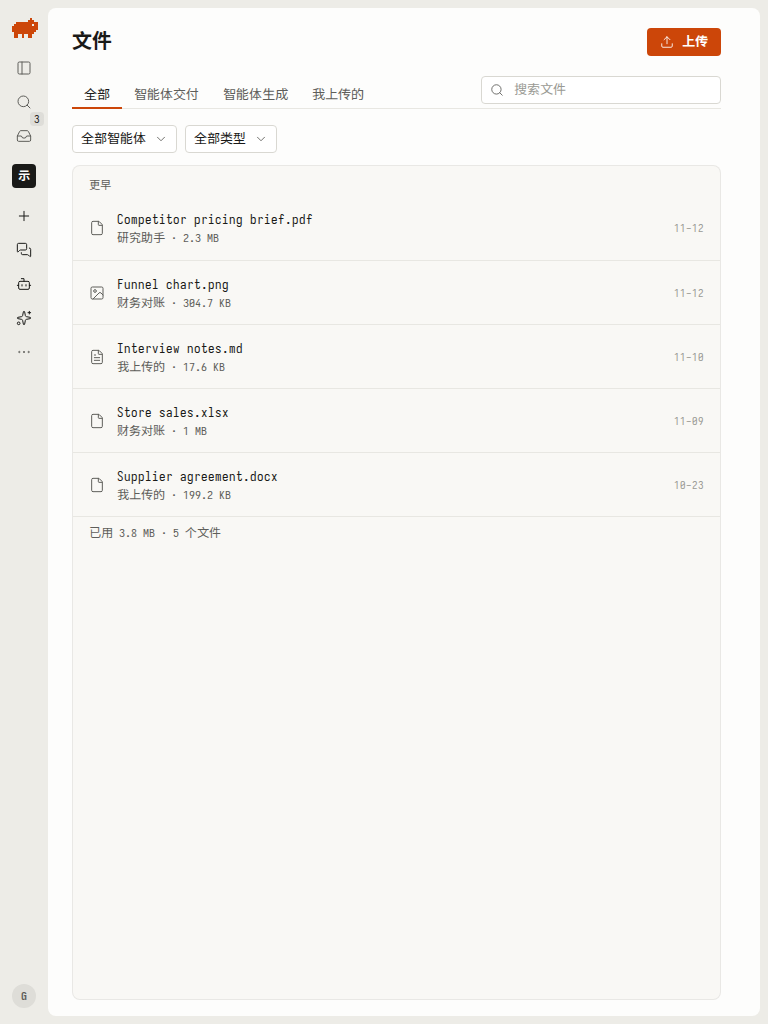 文件
上传
全部
智能体交付
智能体生成
我上传的
搜索文件
3
示
全部智能体
全部类型
更早
Competitor pricing brief.pdf
研究助手 · 2.3 MB
11-12
Funnel chart.png
财务对账 · 304.7 KB
11-12
Interview notes.md
我上传的 · 17.6 KB
11-10
Store sales.xlsx
财务对账 · 1 MB
11-09
Supplier agreement.docx
我上传的 · 199.2 KB
10-23
已用 3.8 MB · 5 个文件
G